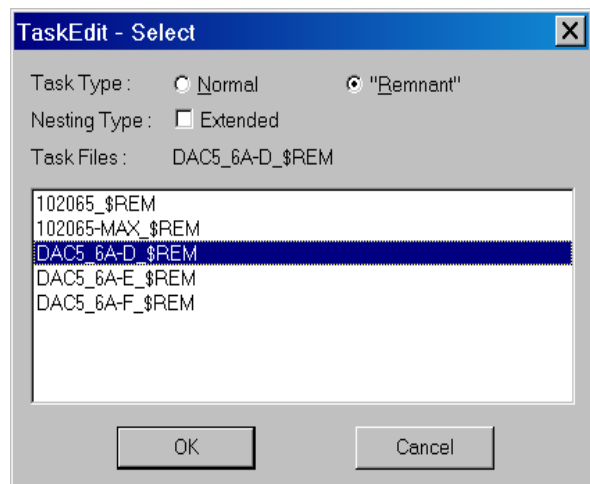 TaskEdit - Select
Task Type : Normal "Remnant"
Nesting Type : Extended
Task Files : DAC5_6A-D_$REM
102065_$REM
102065-MAX_$REM
DAC5_6A-D_$REM
DAC5_6A-E_$REM
DAC5_6A-F_$REM
OK Cancel